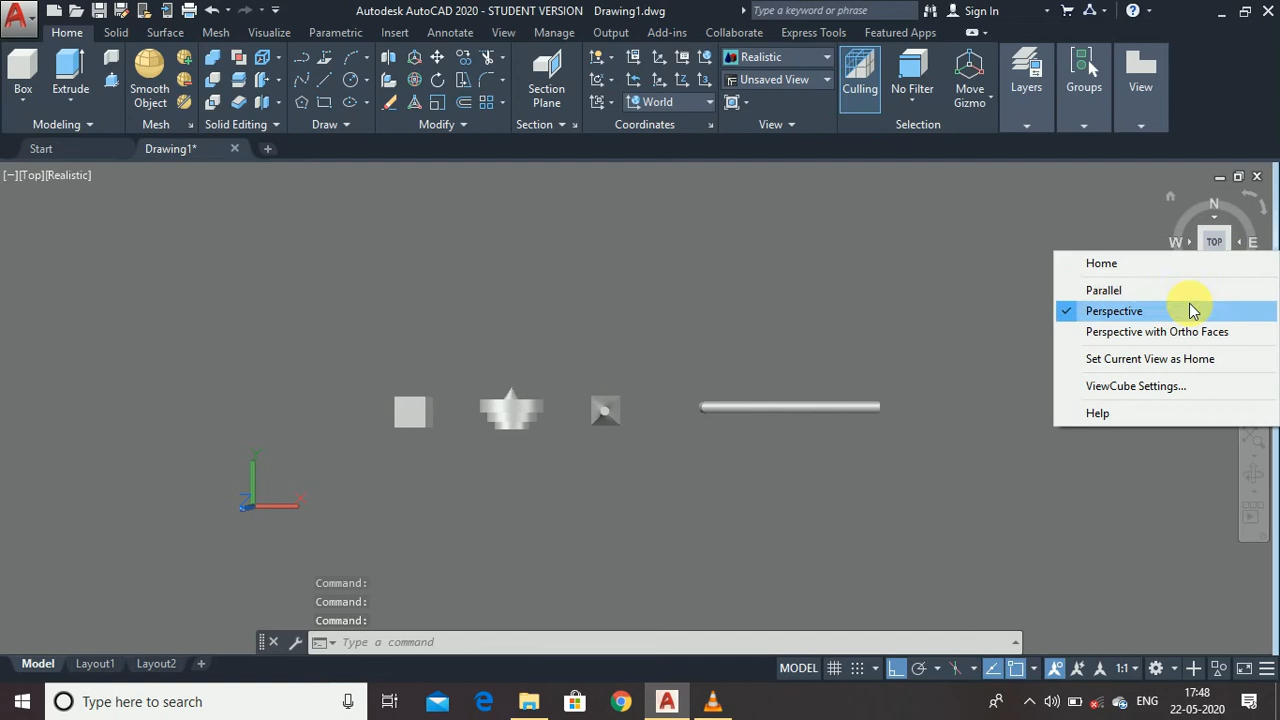 Autodesk AutoCAD 2020 - STUDENT VERSION Drawing1.dwg
Type a keyword or phrase
Sign In
Home Solid Surface Mesh Visualize Parametric Insert Annotate View Manage Output Add-ins Collaborate Express Tools Featured Apps
Realistic
Unsaved View
World
Box
Extrude
Smooth
Object
Section
Plane
Culling
No Filter
Move
Gizmo
Layers
Groups
View
Modeling
Mesh
Solid Editing
Draw
Modify
Section
Coordinates
View
Selection
Start
Drawing1*
[−][Top][Realistic]
N
W
TOP
E
Home
Parallel
Perspective
Perspective with Ortho Faces
Set Current View as Home
ViewCube Settings...
Help
Y
Z
X
Command:
Command:
Command:
Type a command
Model Layout1 Layout2
MODEL
1:1
Type here to search
ENG
17:48
22-05-2020